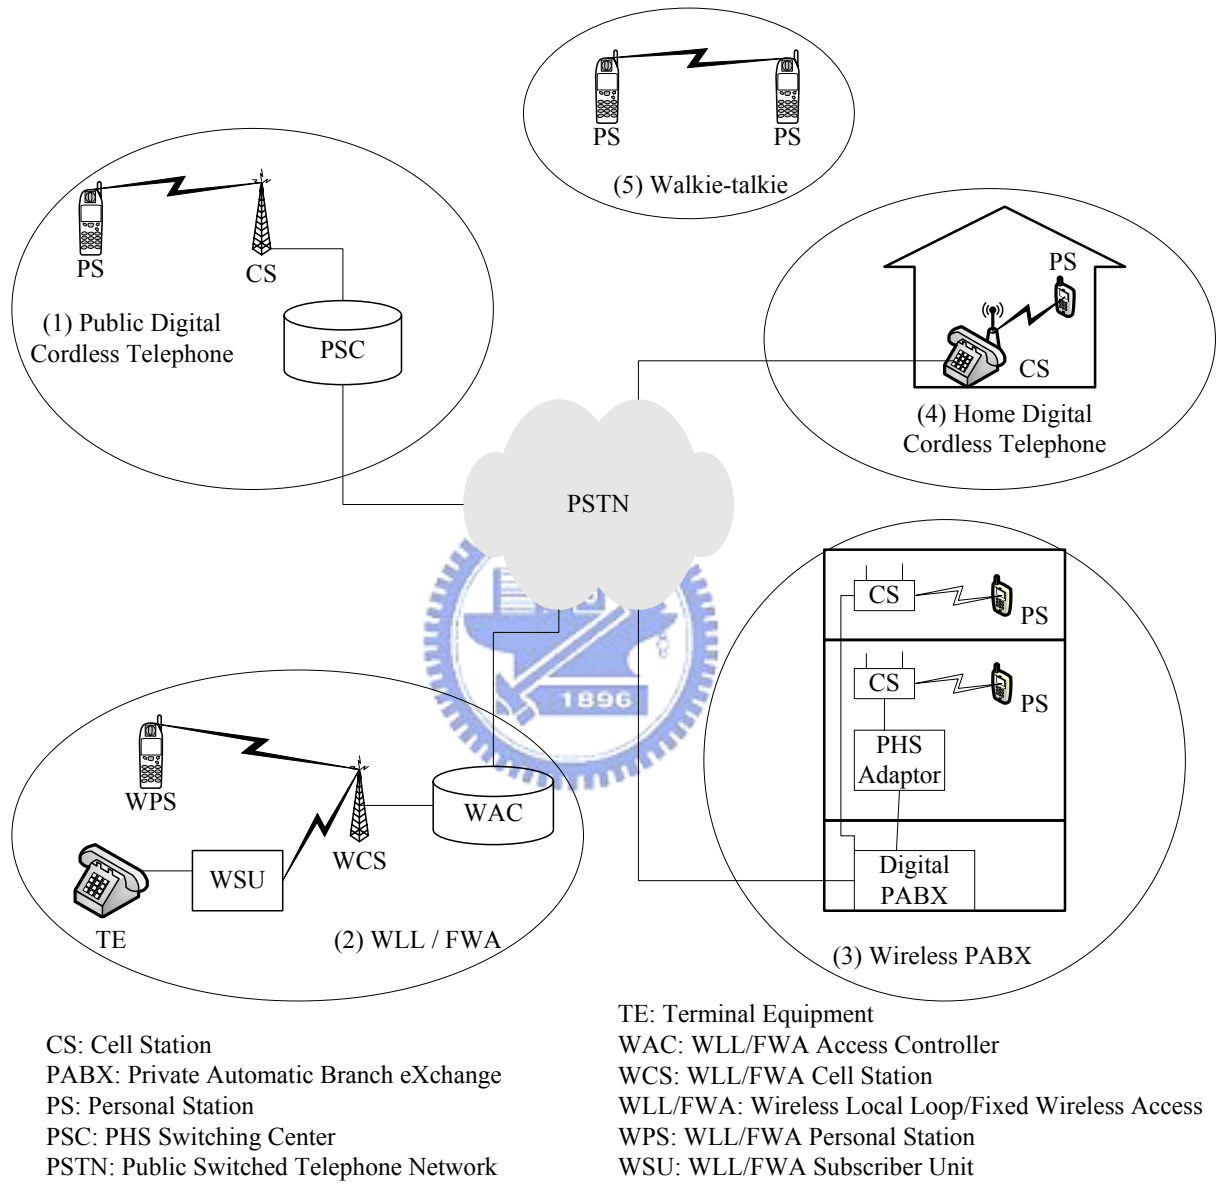 PS
PS
(5) Walkie-talkie
PS
CS
(1) Public Digital
Cordless Telephone
PSC
PS
CS
(4) Home Digital
Cordless Telephone
PSTN
1896
CS
PS
CS
PS
PHS
Adaptor
Digital
PABX
(3) Wireless PABX
WPS
WCS
WAC
WSU
TE
(2) WLL / FWA
CS: Cell Station
PABX: Private Automatic Branch eXchange
PS: Personal Station
PSC: PHS Switching Center
PSTN: Public Switched Telephone Network
TE: Terminal Equipment
WAC: WLL/FWA Access Controller
WCS: WLL/FWA Cell Station
WLL/FWA: Wireless Local Loop/Fixed Wireless Access
WPS: WLL/FWA Personal Station
WSU: WLL/FWA Subscriber Unit